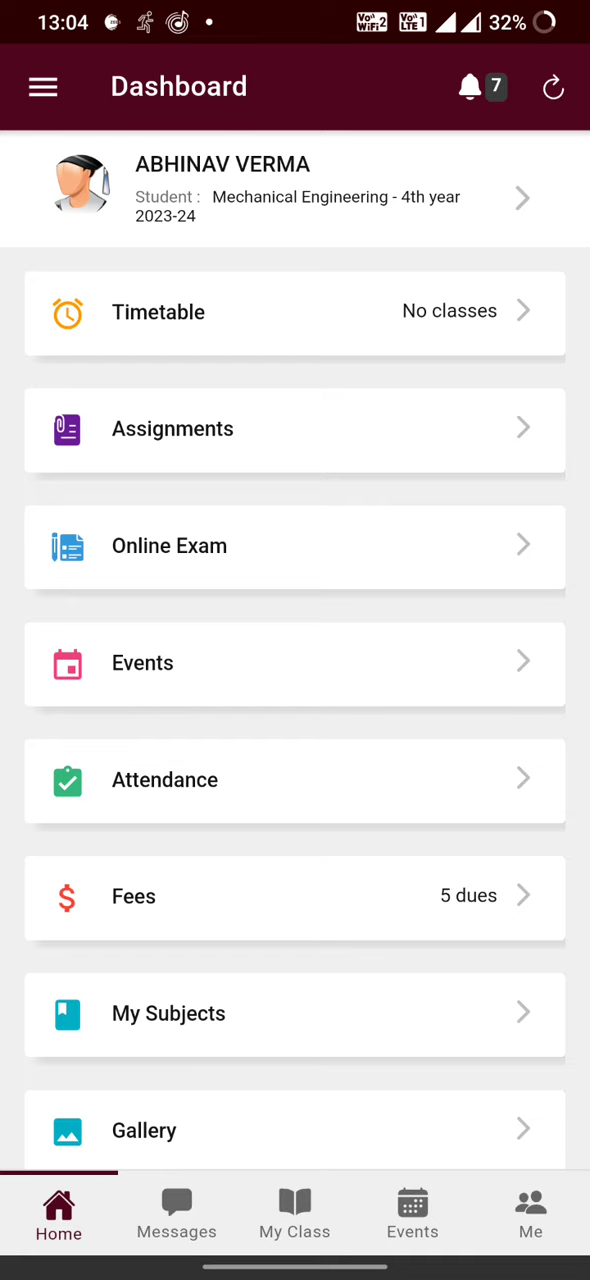 13:04 Vo WiFi2 Vo LTE1 32%
Dashboard 7
ABHINAV VERMA
Student : Mechanical Engineering - 4th year
2023-24
Timetable No classes
Assignments
Online Exam
Events
Attendance
Fees 5 dues
My Subjects
Gallery
Home Messages My Class Events Me